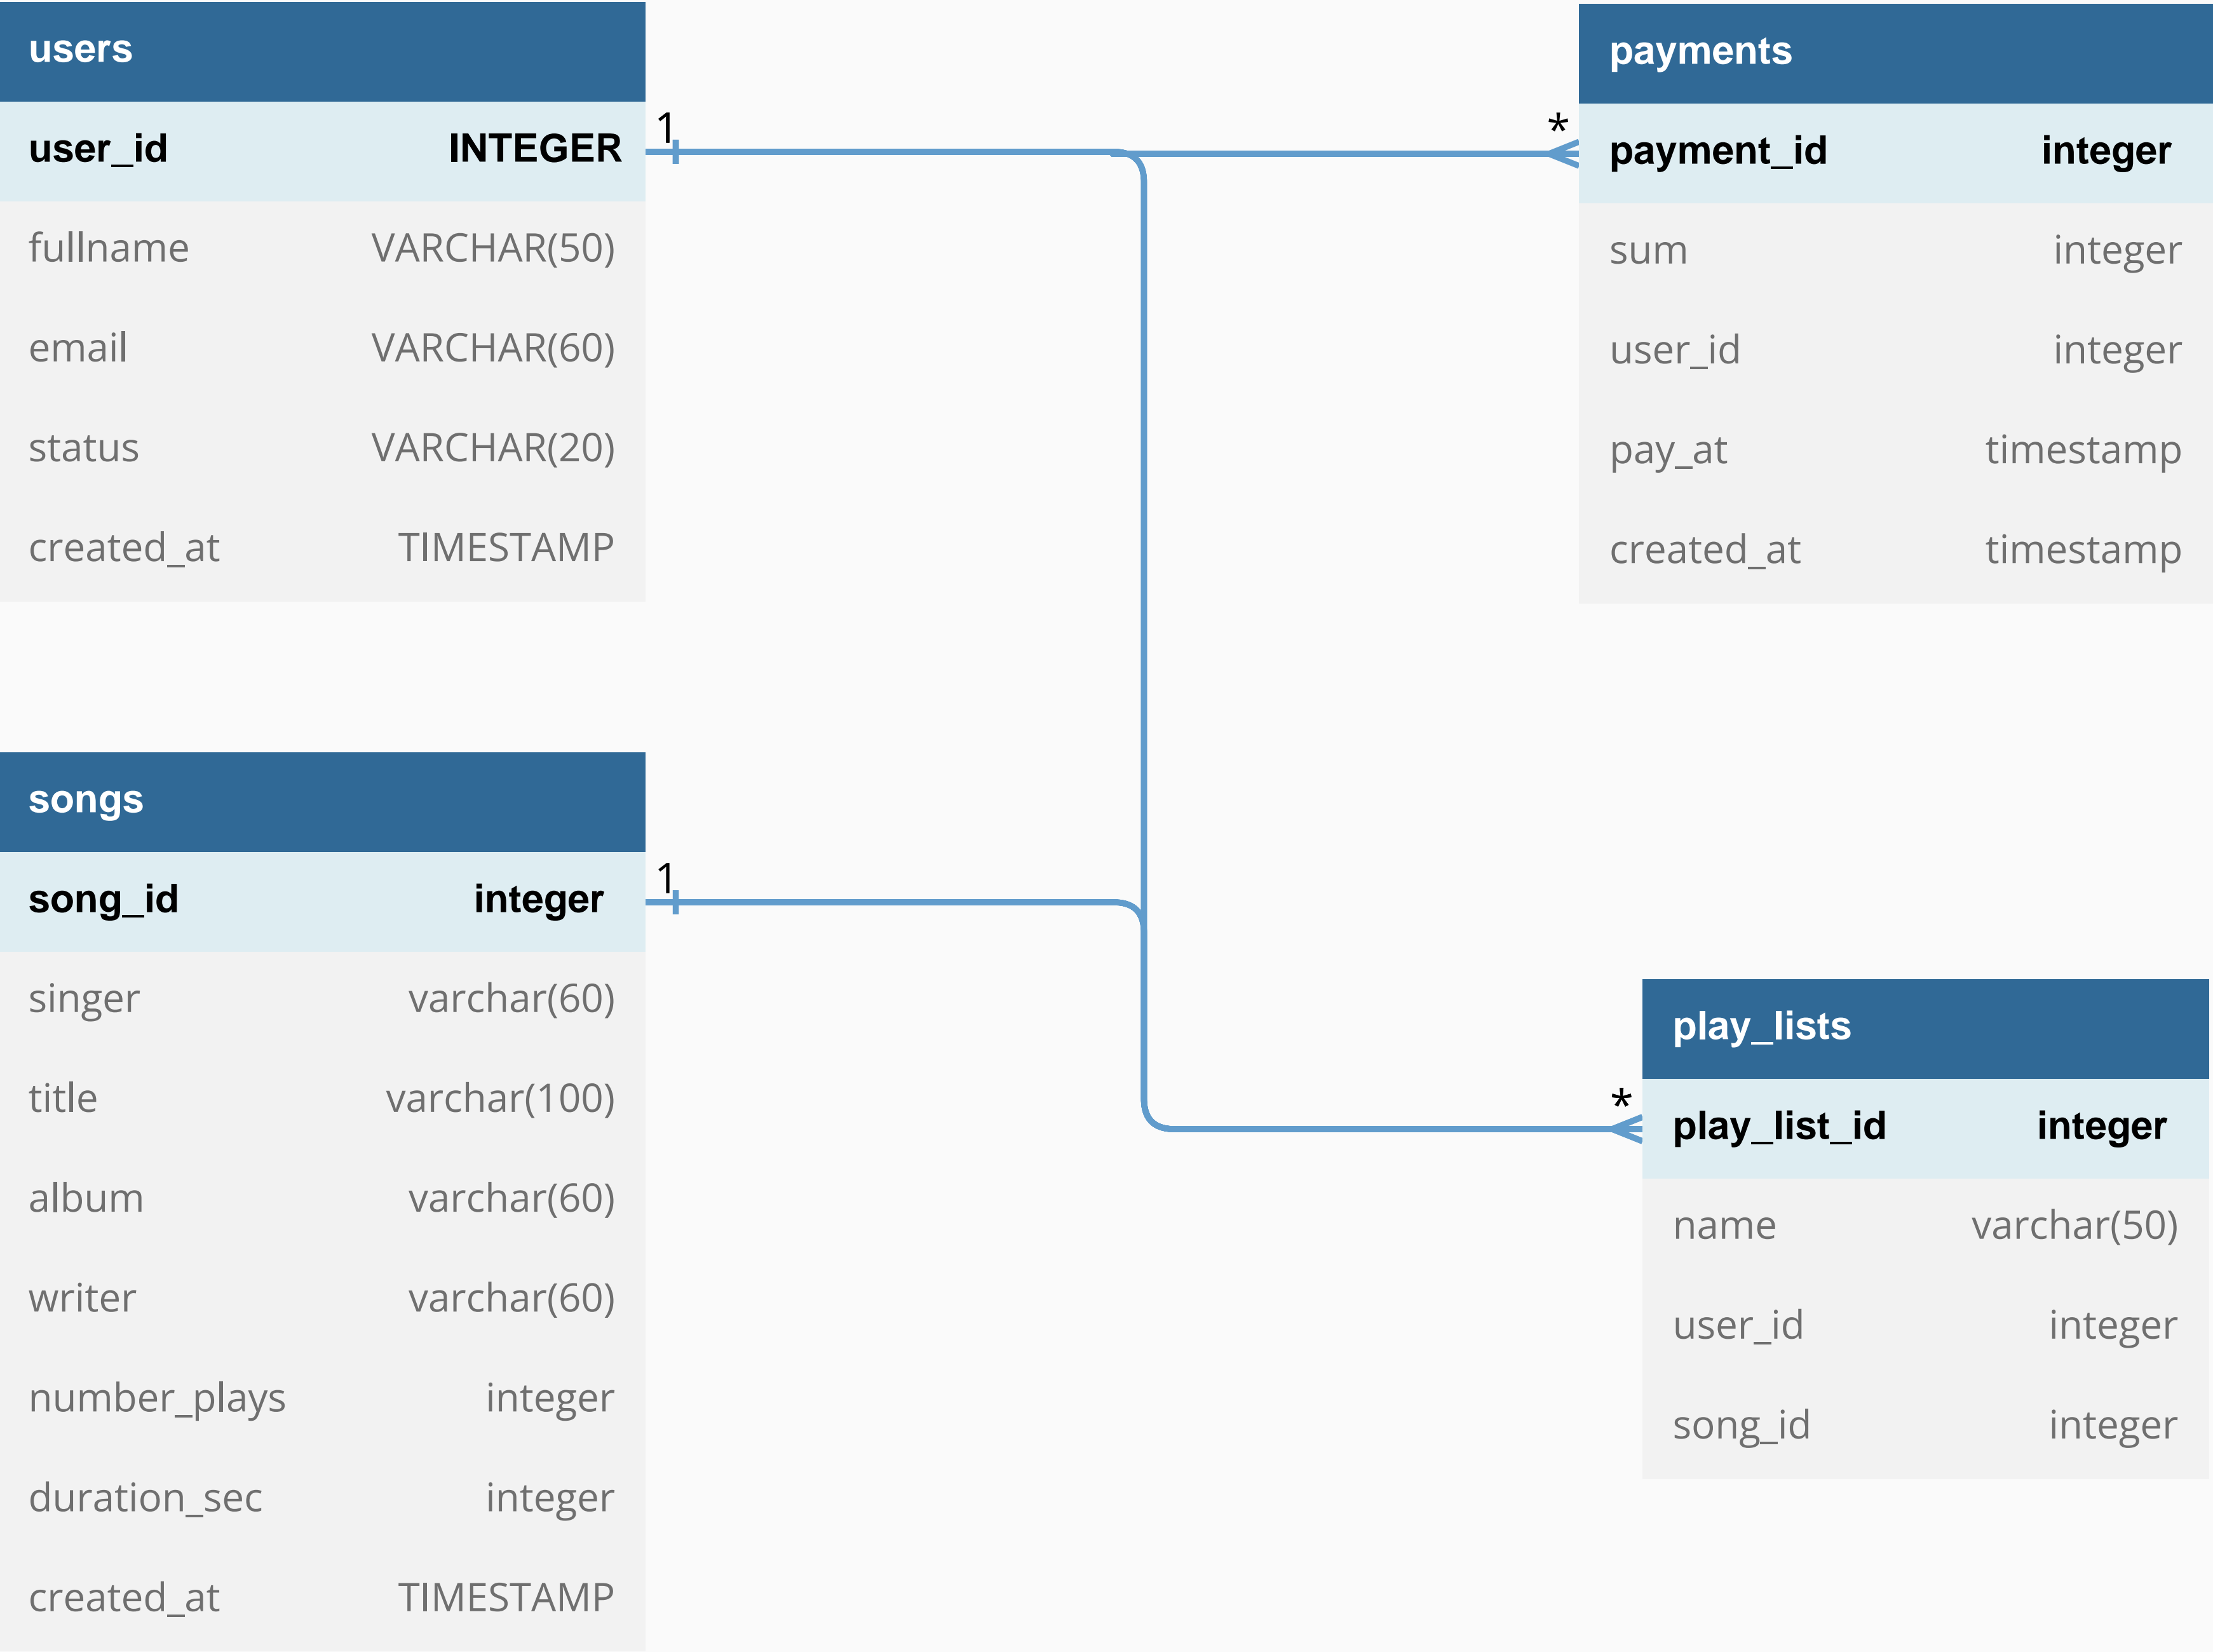 users
1
user_id INTEGER
fullname VARCHAR(50)
email VARCHAR(60)
status VARCHAR(20)
created_at TIMESTAMP
payments
*
payment_id integer
sum integer
user_id integer
pay_at timestamp
created_at timestamp
songs
1
song_id integer
singer varchar(60)
title varchar(100)
album varchar(60)
writer varchar(60)
number_plays integer
duration_sec integer
created_at TIMESTAMP
play_lists
*
play_list_id integer
name varchar(50)
user_id integer
song_id integer